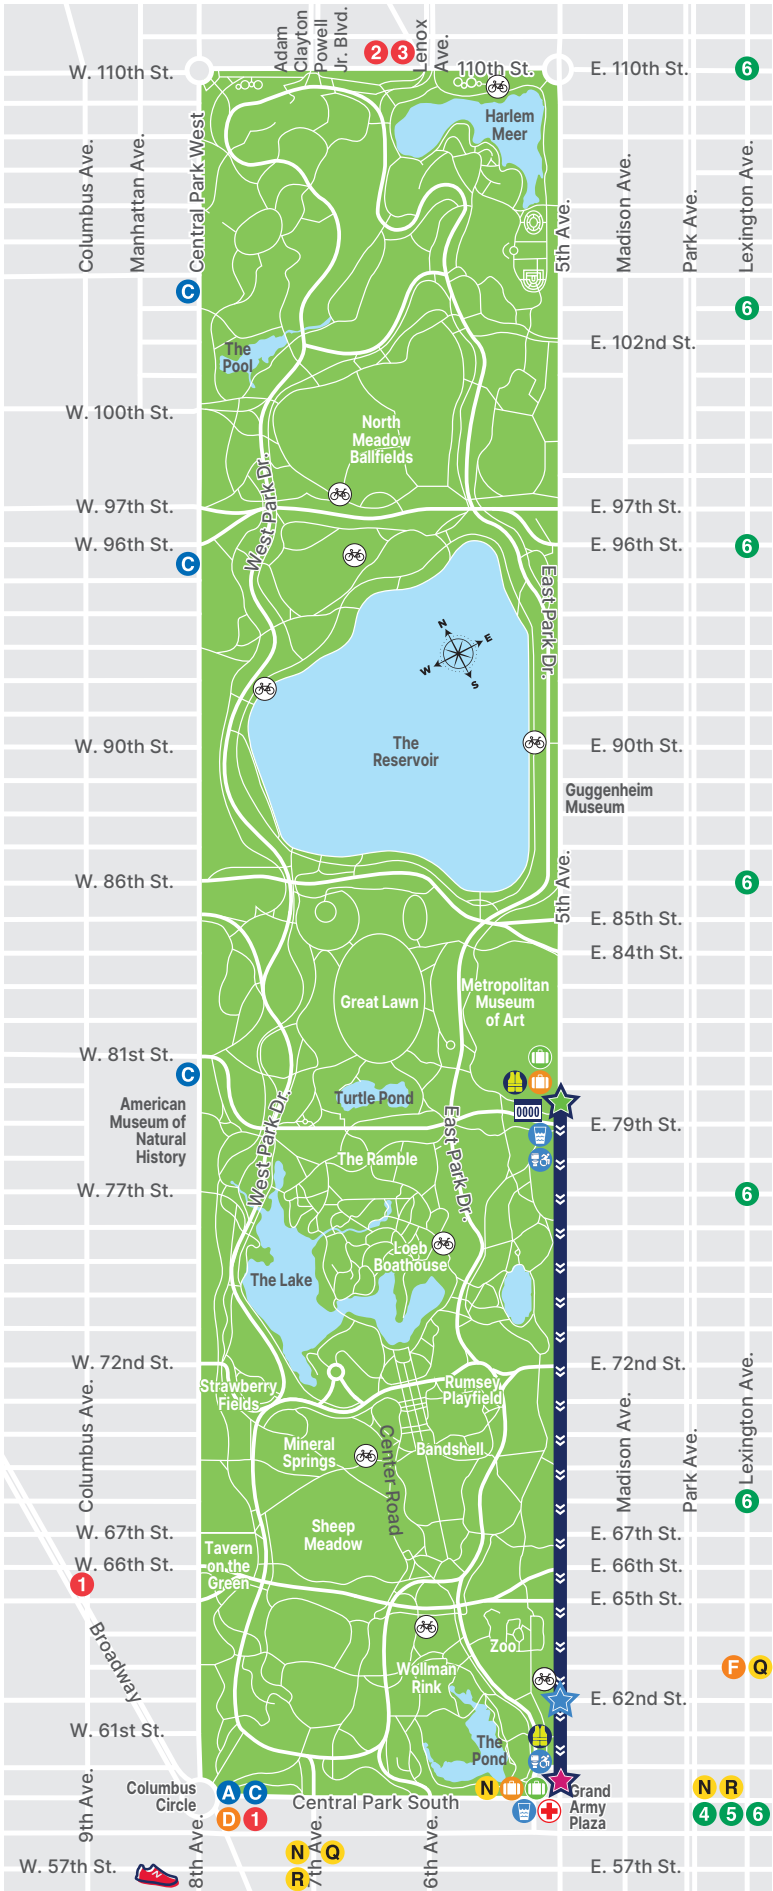 Adam
Clayton
Powell
Jr. Blvd.
2
3
Lenox
Ave.
W. 110th St.
110th St.
E. 110th St.
6
Harlem
Meer
Columbus Ave.
Manhattan Ave.
Central Park West
5th Ave.
Madison Ave.
Park Ave.
Lexington Ave.
C
6
The
Pool
E. 102nd St.
W. 100th St.
North
Meadow
Ballfields
West Park Dr.
W. 97th St.
E. 97th St.
W. 96th St.
E. 96th St.
6
C
East Park Dr.
N
E
W
S
W. 90th St.
The
Reservoir
E. 90th St.
Guggenheim
Museum
W. 86th St.
5th Ave.
6
E. 85th St.
E. 84th St.
Great Lawn
Metropolitan
Museum
of Art
W. 81st St.
C
American
Museum of
Natural
History
Turtle Pond
0000
E. 79th St.
West Park Dr.
East Park Dr.
The Ramble
W. 77th St.
6
Loeb
Boathouse
The Lake
W. 72nd St.
E. 72nd St.
Strawberry
Fields
Rumsey
Playfield
Columbus Ave.
Madison Ave.
Park Ave.
Lexington Ave.
Mineral
Springs
Center Road
Bandshell
6
W. 67th St.
E. 67th St.
Sheep
Meadow
Tavern
on the
Green
W. 66th St.
E. 66th St.
1
E. 65th St.
Broadway
Zoo
Wollman
Rink
F
Q
E. 62nd St.
W. 61st St.
The
Pond
Columbus
Circle
A
C
D
1
N
Central Park South
Grand
Army
Plaza
N
R
4
5
6
9th Ave.
8th Ave.
7th Ave.
6th Ave.
N
Q
R
W. 57th St.
E. 57th St.